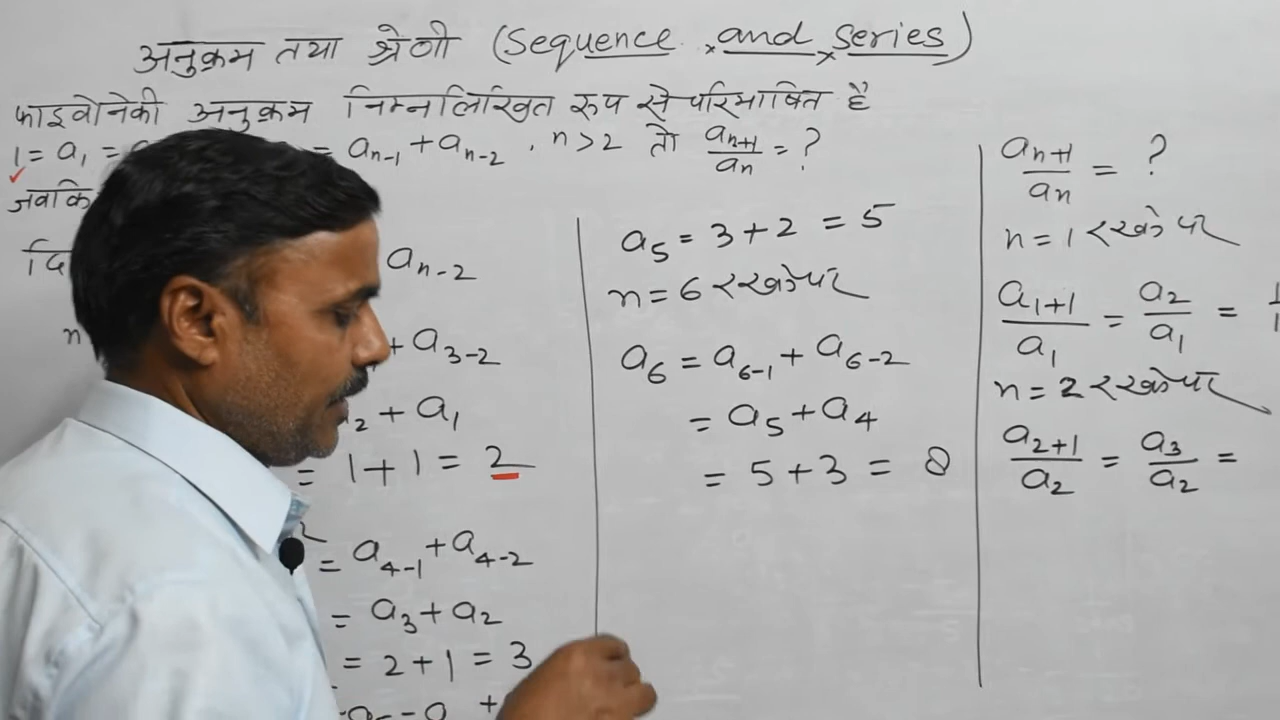 अनुक्रम तथा श्रेणी (Sequence and Series)
फाइवोनेकी अनुक्रम निम्नलिखित रूप से परिभाषित है
1 = a₁ = = aₙ₋₁ + aₙ₋₂ , n > 2 तो aₙ₊₁/aₙ = ?
जबकि
दि aₙ₋₂
n + a₃₋₂
₂ + a₁
= 1 + 1 = 2
= a₄₋₁ + a₄₋₂
= a₃ + a₂
= 2 + 1 = 3
a₅ = 3 + 2 = 5
n = 6 रखने पर
a₆ = a₆₋₁ + a₆₋₂
= a₅ + a₄
= 5 + 3 = 8
aₙ₊₁/aₙ = ?
n = 1 रखने पर
a₁₊₁/a₁ = a₂/a₁ = 1/1
n = 2 रखने पर
a₂₊₁/a₂ = a₃/a₂ =